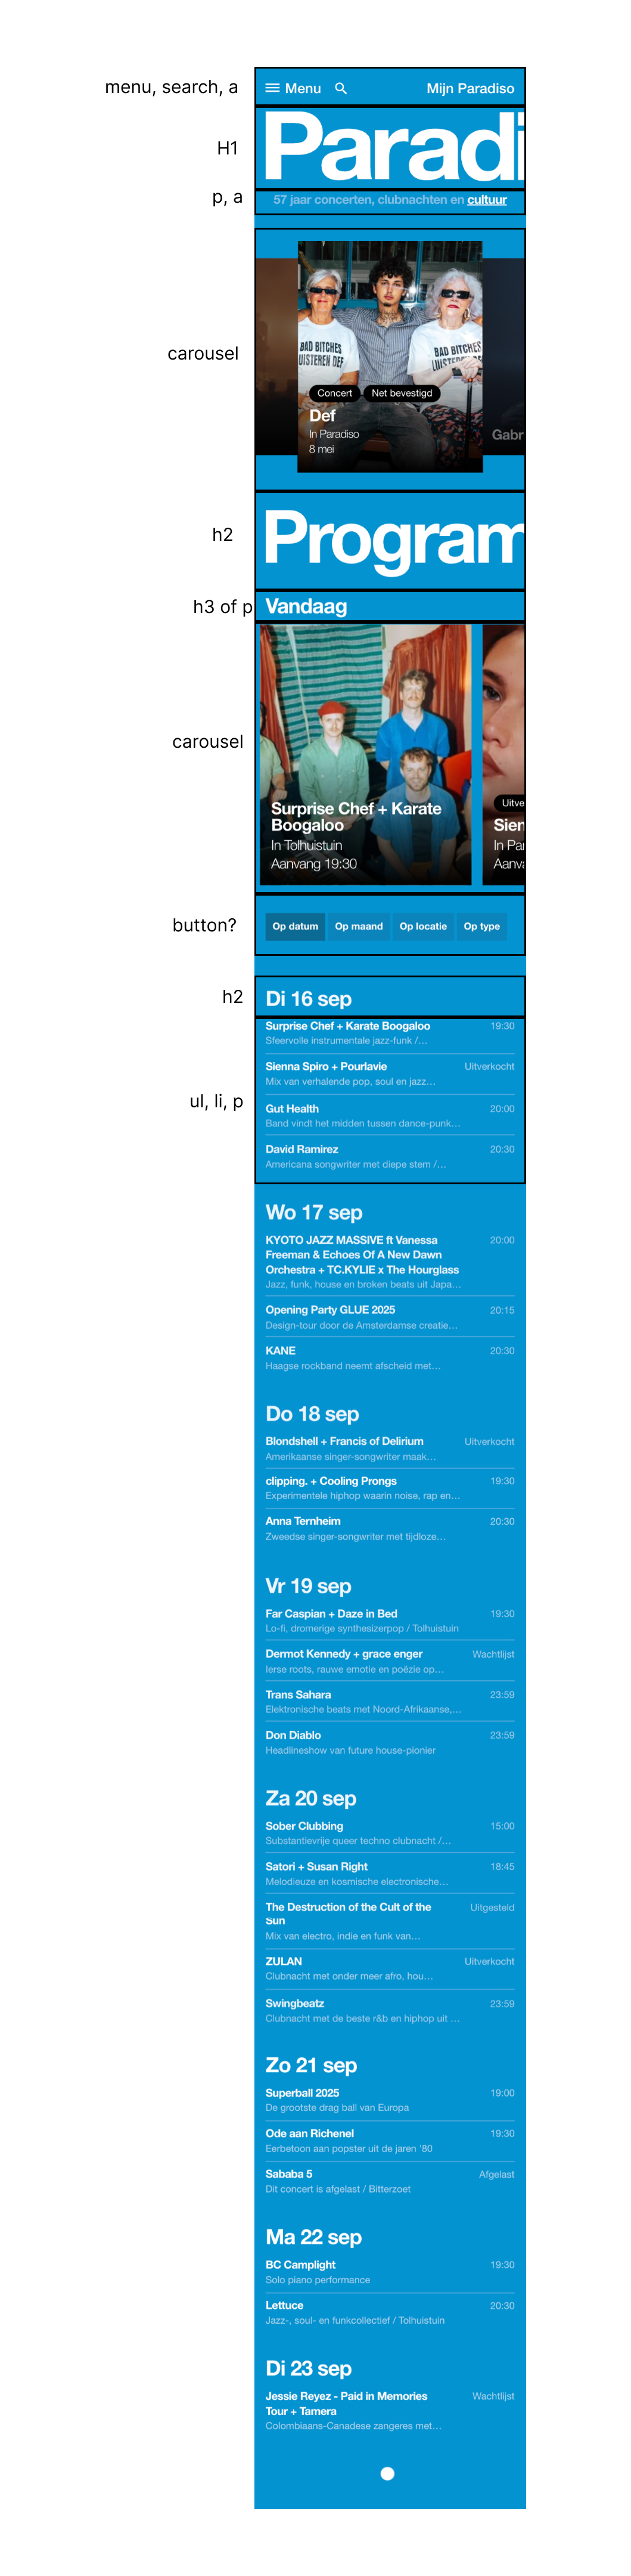 menu, search, a
Menu
Mijn Paradiso
H1
Paradi
p, a
57 jaar concerten, clubnachten en cultuur
carousel
BAD BITCHES
BAD BITCHES
Concert
Net bevestigd
Def
In Paradiso
8 mei
Gabr
h2
Program
h3 of p
Vandaag
carousel
Surprise Chef + Karate
Boogaloo
In Tolhuistuin
Aanvang 19:30
Uitve
Sien
In Pa
Aanv
button?
Op datum
Op maand
Op locatie
Op type
h2
Di 16 sep
ul, li, p
Surprise Chef + Karate Boogaloo 19:30
Sfeervolle instrumentale jazz-funk /...
Sienna Spiro + Pourlavie Uitverkocht
Mix van verhalende pop, soul en jazz...
Gut Health 20:00
Band vindt het midden tussen dance-punk...
David Ramirez 20:30
Americana songwriter met diepe stem /...
Wo 17 sep
KYOTO JAZZ MASSIVE ft Vanessa 20:00
Freeman & Echoes Of A New Dawn
Orchestra + TC.KYLIE x The Hourglass
Jazz, funk, house en broken beats uit Japa...
Opening Party GLUE 2025 20:15
Design-tour door de Amsterdamse creatie...
KANE 20:30
Haagse rockband neemt afscheid met...
Do 18 sep
Blondshell + Francis of Delirium Uitverkocht
Amerikaanse singer-songwriter maak...
clipping. + Cooling Prongs 19:30
Experimentele hiphop waarin noise, rap en...
Anna Ternheim 20:30
Zweedse singer-songwriter met tijdloze...
Vr 19 sep
Far Caspian + Daze in Bed 19:30
Lo-fi, dromerige synthesizerpop / Tolhuistuin
Dermot Kennedy + grace enger Wachtlijst
Ierse roots, rauwe emotie en poëzie op...
Trans Sahara 23:59
Elektronische beats met Noord-Afrikaanse,...
Don Diablo 23:59
Headlineshow van future house-pionier
Za 20 sep
Sober Clubbing 15:00
Substantievrije queer techno clubnacht /...
Satori + Susan Right 18:45
Melodieuze en kosmische electronische...
The Destruction of the Cult of the Uitgesteld
Sun
Mix van electro, indie en funk van...
ZULAN Uitverkocht
Clubnacht met onder meer afro, hou...
Swingbeatz 23:59
Clubnacht met de beste r&b en hiphop uit ...
Zo 21 sep
Superball 2025 19:00
De grootste drag ball van Europa
Ode aan Richenel 19:30
Eerbetoon aan popster uit de jaren '80
Sababa 5 Afgelast
Dit concert is afgelast / Bitterzoet
Ma 22 sep
BC Camplight 19:30
Solo piano performance
Lettuce 20:30
Jazz-, soul- en funkcollectief / Tolhuistuin
Di 23 sep
Jessie Reyez - Paid in Memories Wachtlijst
Tour + Tamera
Colombiaans-Canadese zangeres met...